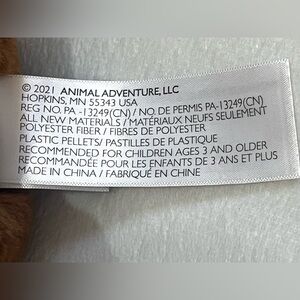 © 2021 ANIMAL ADVENTURE, LLC
HOPKINS, MN 55343 USA
REG NO. PA -13249(CN) / NO. DE PERMIS PA-13249(CN)
ALL NEW MATERIALS / MATÉRIAUX NEUFS SEULEMENT
POLYESTER FIBER / FIBRES DE POLYESTER
PLASTIC PELLETS/ PASTILLES DE PLASTIQUE
RECOMMENDED FOR CHILDREN AGES 3 AND OLDER
RECOMMANDÉE POUR LES ENFANTS DE 3 ANS ET PLUS
MADE IN CHINA / FABRIQUÉ EN CHINE